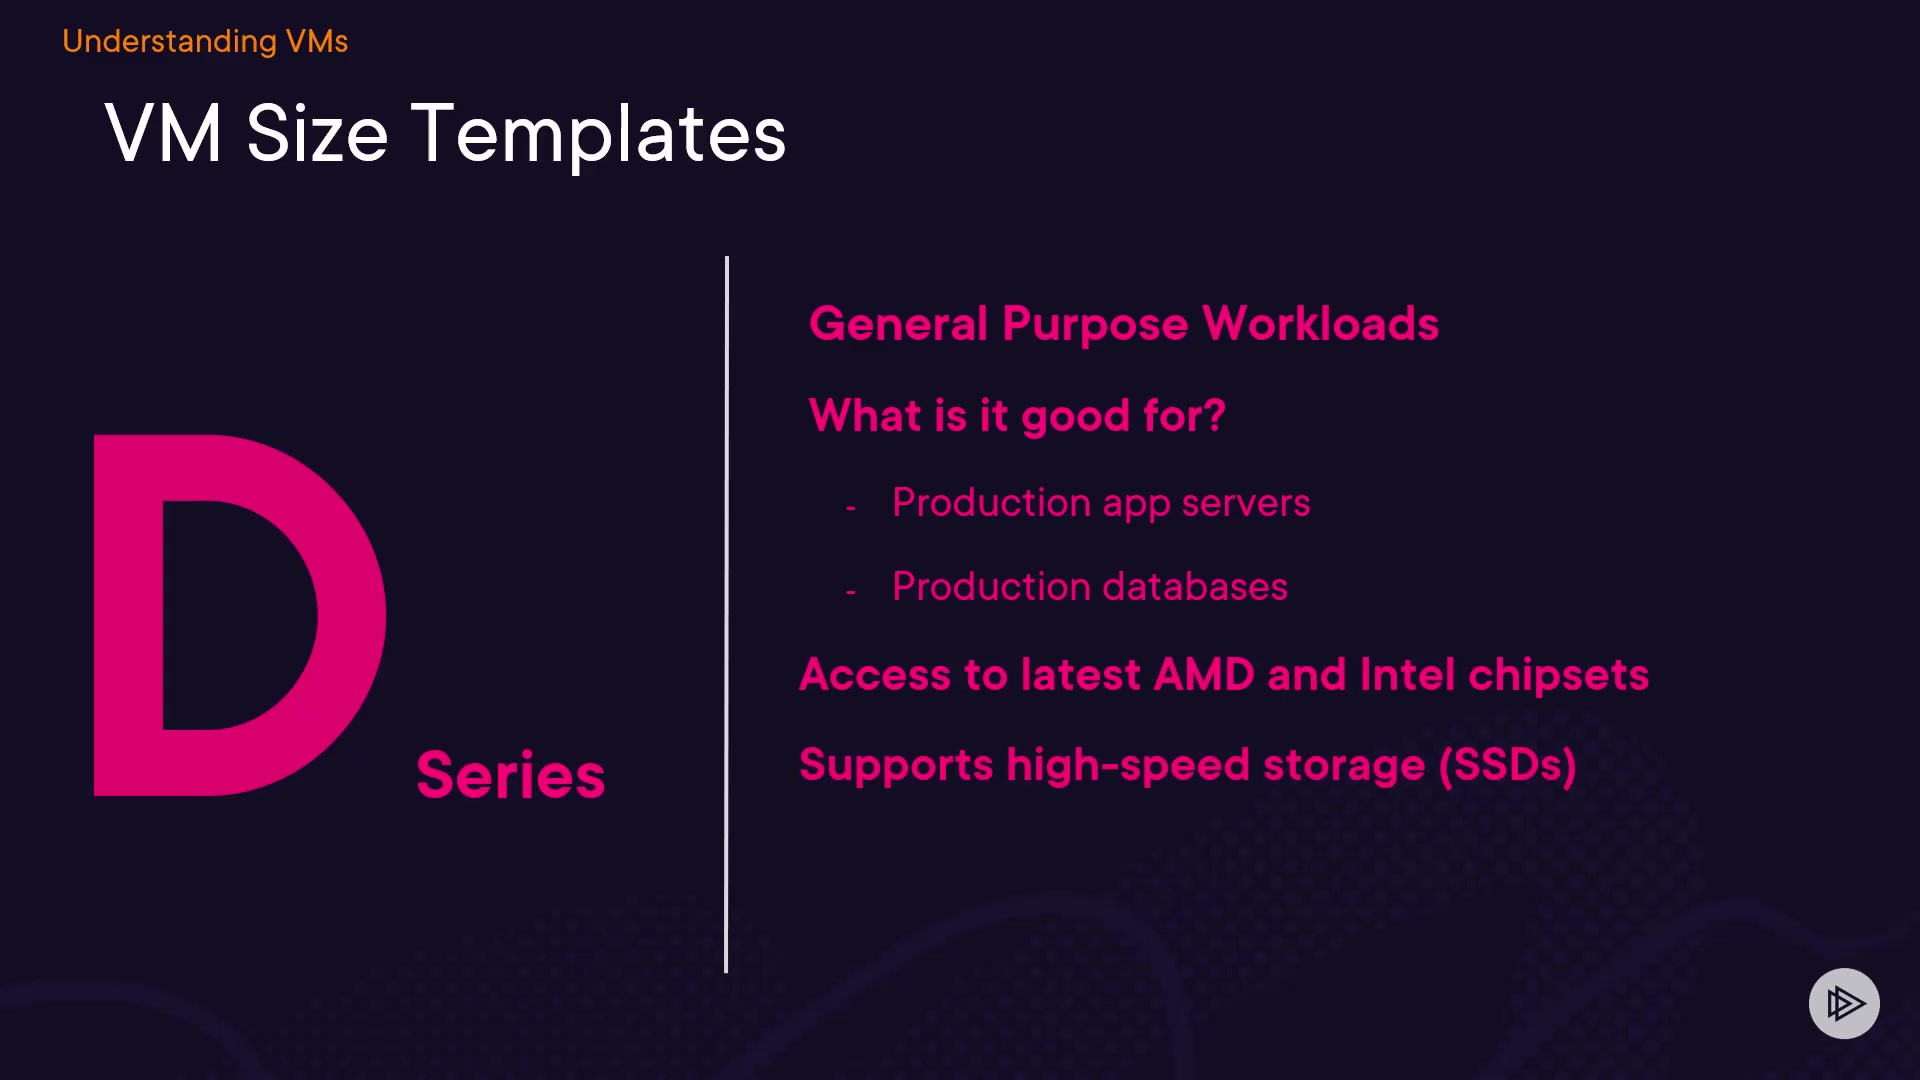 Understanding VMs
VM Size Templates
D
Series
General Purpose Workloads
What is it good for?
- Production app servers
- Production databases
Access to latest AMD and Intel chipsets
Supports high-speed storage (SSDs)